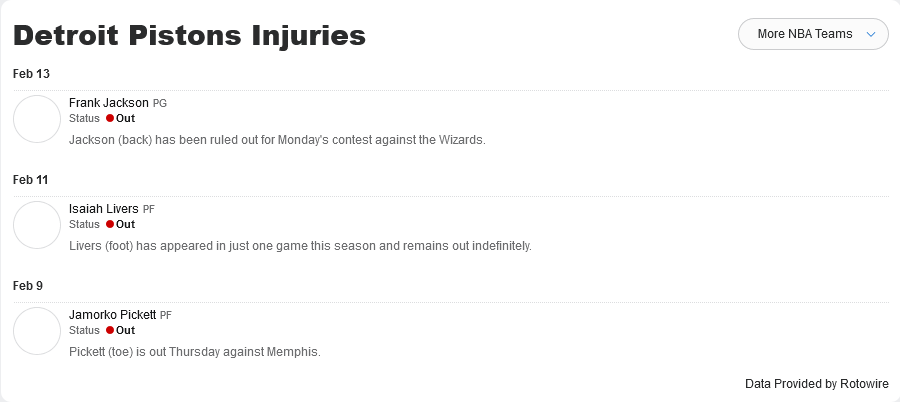 Detroit Pistons Injuries
More NBA Teams
Feb 13
Frank Jackson PG
Status Out
Jackson (back) has been ruled out for Monday's contest against the Wizards.
Feb 11
Isaiah Livers PF
Status Out
Livers (foot) has appeared in just one game this season and remains out indefinitely.
Feb 9
Jamorko Pickett PF
Status Out
Pickett (toe) is out Thursday against Memphis.
Data Provided by Rotowire